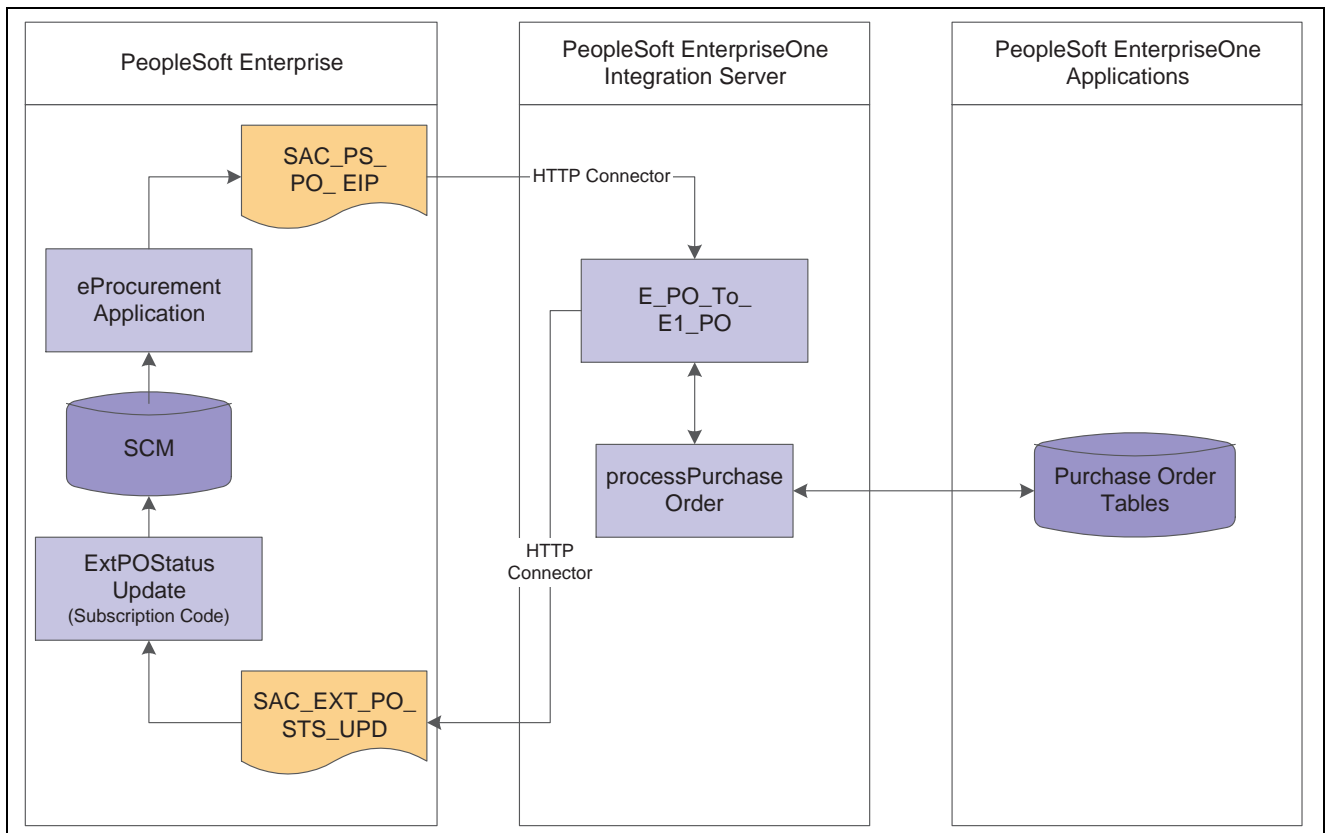 PeopleSoft Enterprise
PeopleSoft EnterpriseOne
Integration Server
PeopleSoft EnterpriseOne
Applications
SAC_PS_
PO_ EIP
HTTP Connector
eProcurement
Application
E_PO_To_
E1_PO
SCM
processPurchase
Order
Purchase Order
Tables
HTTP
Connector
ExtPOStatus
Update
(Subscription Code)
SAC_EXT_PO_
STS_UPD